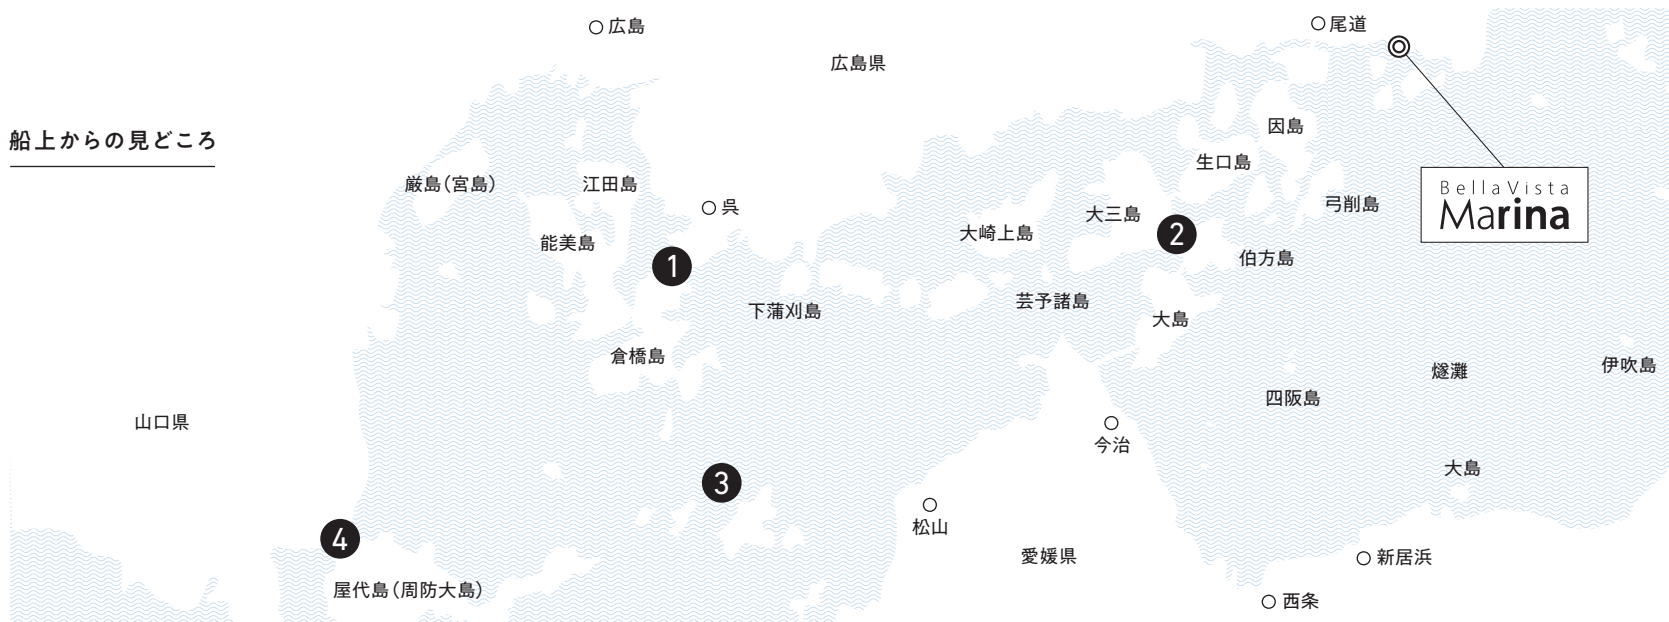 広島
尾道
広島県
船上からの見どころ
因島
生口島
厳島(宮島)
江田島
BellaVista
Marina
呉
弓削島
大三島
大崎上島
2
能美島
伯方島
1
芸予諸島
下蒲刈島
大島
倉橋島
伊吹島
燧灘
四阪島
山口県
今治
大島
3
松山
4
愛媛県
新居浜
屋代島(周防大島)
西条